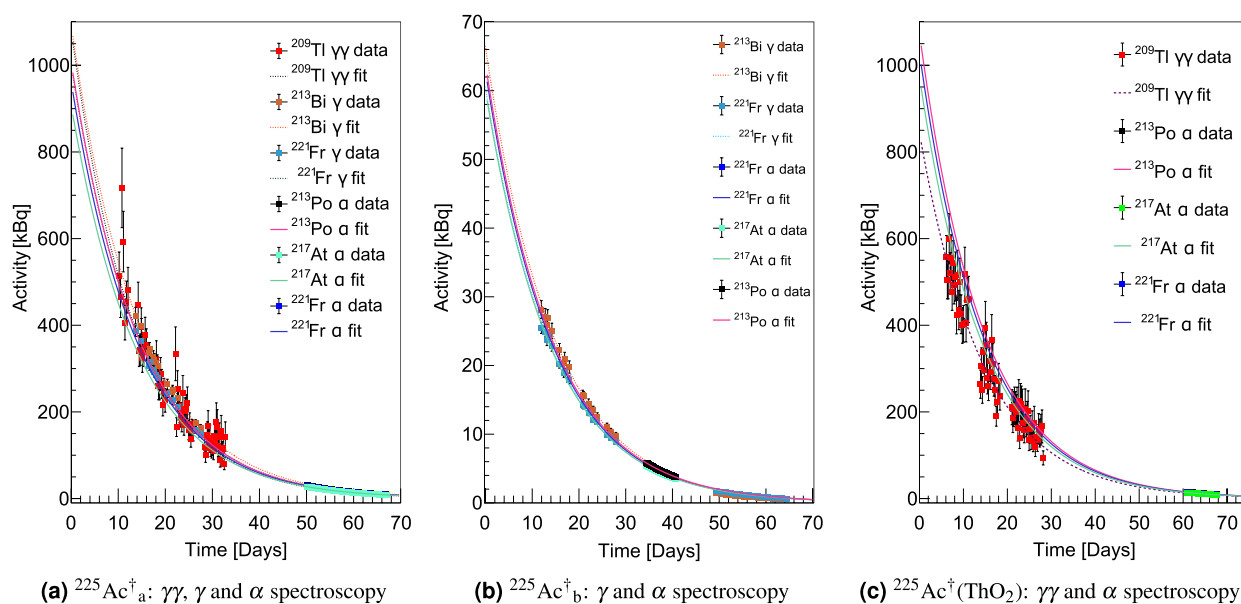 Activity [kBq]
1000
800
600
400
200
0
0 10 20 30 40 50 60 70
Time [Days]
²⁰⁹Tl γγ data
²⁰⁹Tl γγ fit
²¹³Bi γ data
²¹³Bi γ fit
²²¹Fr γ data
²²¹Fr γ fit
²¹³Po α data
²¹³Po α fit
²¹⁷At α data
²¹⁷At α fit
²²¹Fr α data
²²¹Fr α fit
(a) ²²⁵Ac†ₐ: γγ, γ and α spectroscopy
Activity [kBq]
70
60
50
40
30
20
10
0
0 10 20 30 40 50 60 70
Time [Days]
²¹³Bi γ data
²¹³Bi γ fit
²²¹Fr γ data
²²¹Fr γ fit
²²¹Fr α data
²²¹Fr α fit
²¹⁷At α data
²¹⁷At α fit
²¹³Po α data
²¹³Po α fit
(b) ²²⁵Ac†_b: γ and α spectroscopy
Activity [kBq]
1000
800
600
400
200
0
0 10 20 30 40 50 60 70
Time [Days]
²⁰⁹Tl γγ data
²⁰⁹Tl γγ fit
²¹³Po α data
²¹³Po α fit
²¹⁷At α data
²¹⁷At α fit
²²¹Fr α data
²²¹Fr α fit
(c) ²²⁵Ac†(ThO₂): γγ and α spectroscopy